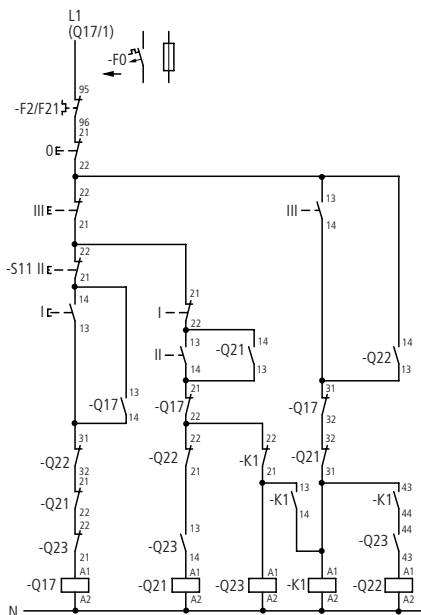 L1
(Q17/1)
-F0
95
-F2/F21
96
21
0
22
22
III
21
13
III
14
22
-S11 II
21
14
I
13
21
I
22
13
II
14
-Q21
14
13
14
-Q22
13
13
-Q17
14
21
-Q17
22
31
-Q17
32
31
-Q22
32
22
-Q22
21
22
-K1
21
32
-Q21
31
21
-Q21
22
13
-K1
14
43
-K1
44
22
-Q23
21
13
-Q23
14
44
-Q23
43
-Q17
A1
A2
-Q21
A1
A2
-Q23
A1
A2
-K1
A1
A2
-Q22
A1
A2
N